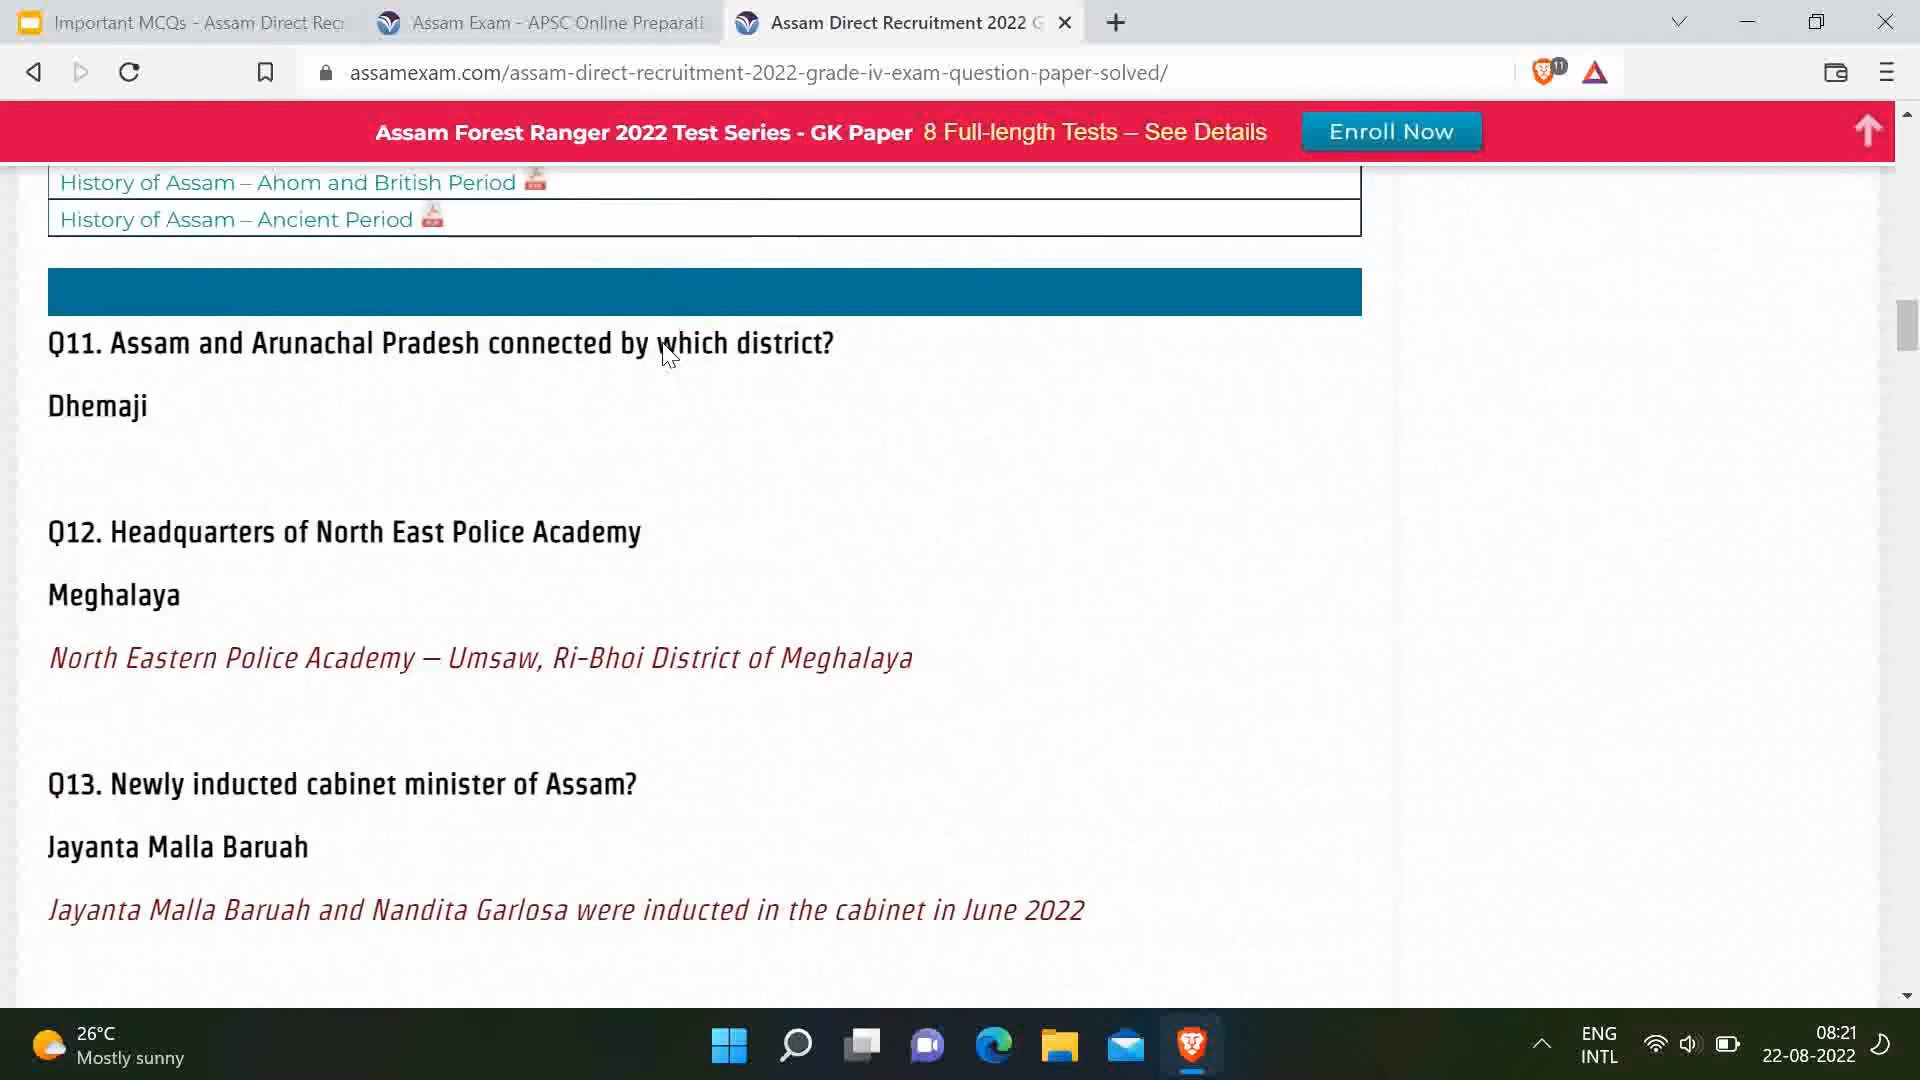 Important MCQs - Assam Direct Rec
Assam Exam - APSC Online Preparati
Assam Direct Recruitment 2022 G
assamexam.com/assam-direct-recruitment-2022-grade-iv-exam-question-paper-solved/
11
Assam Forest Ranger 2022 Test Series - GK Paper 8 Full-length Tests – See Details
Enroll Now
History of Assam – Ahom and British Period
History of Assam – Ancient Period
Q11. Assam and Arunachal Pradesh connected by which district?
Dhemaji
Q12. Headquarters of North East Police Academy
Meghalaya
North Eastern Police Academy – Umsaw, Ri-Bhoi District of Meghalaya
Q13. Newly inducted cabinet minister of Assam?
Jayanta Malla Baruah
Jayanta Malla Baruah and Nandita Garlosa were inducted in the cabinet in June 2022
26°C
Mostly sunny
ENG
INTL
08:21
22-08-2022